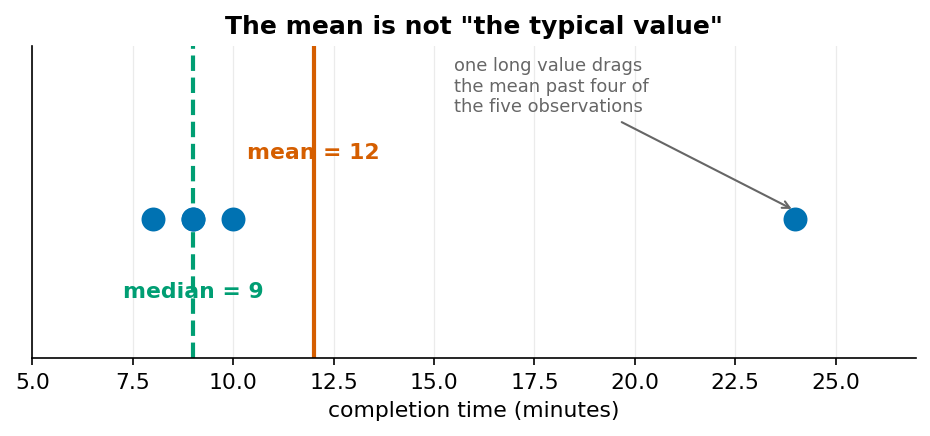 The mean is not "the typical value"
one long value drags
the mean past four of
the five observations
mean = 12
median = 9
5.0 7.5 10.0 12.5 15.0 17.5 20.0 22.5 25.0
completion time (minutes)